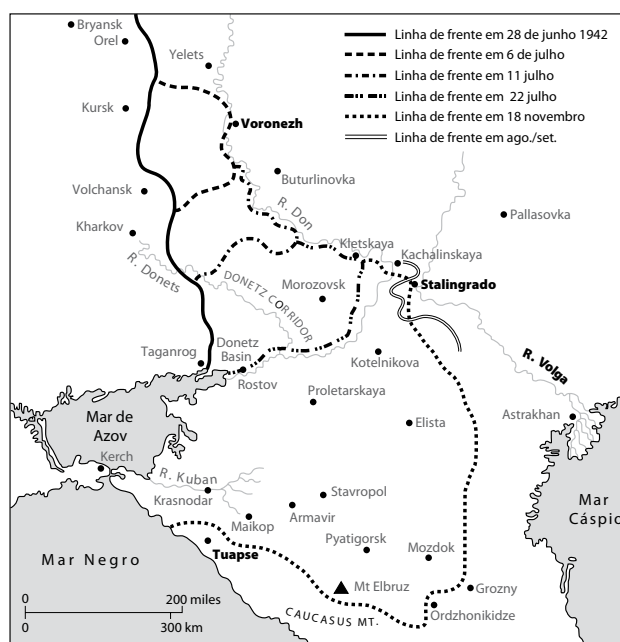 Bryansk
Orel
Yelets
Linha de frente em 28 de junho 1942
Linha de frente em 6 de julho
Linha de frente em 11 julho
Linha de frente em 22 julho
Linha de frente em 18 novembro
Linha de frente em ago./set.
Kursk
Voronezh
Volchansk
Buturlinovka
R. Don
Pallasovka
Kharkov
R. Donets
Kletskaya
Kachalinskaya
DONETZ CORRIDOR
Morozovsk
Stalingrado
Taganrog
Donetz
Basin
Rostov
Kotelnikova
R. Volga
Proletarskaya
Elista
Astrakhan
Mar de
Azov
Kerch
R. Kuban
Krasnodar
Stavropol
Armavir
Maikop
Mar
Cáspio
Mar Negro
Tuapse
Pyatigorsk
Mozdok
Mt Elbruz
Grozny
Ordzhonikidze
CAUCASUS MT.
0 200 miles
0 300 km